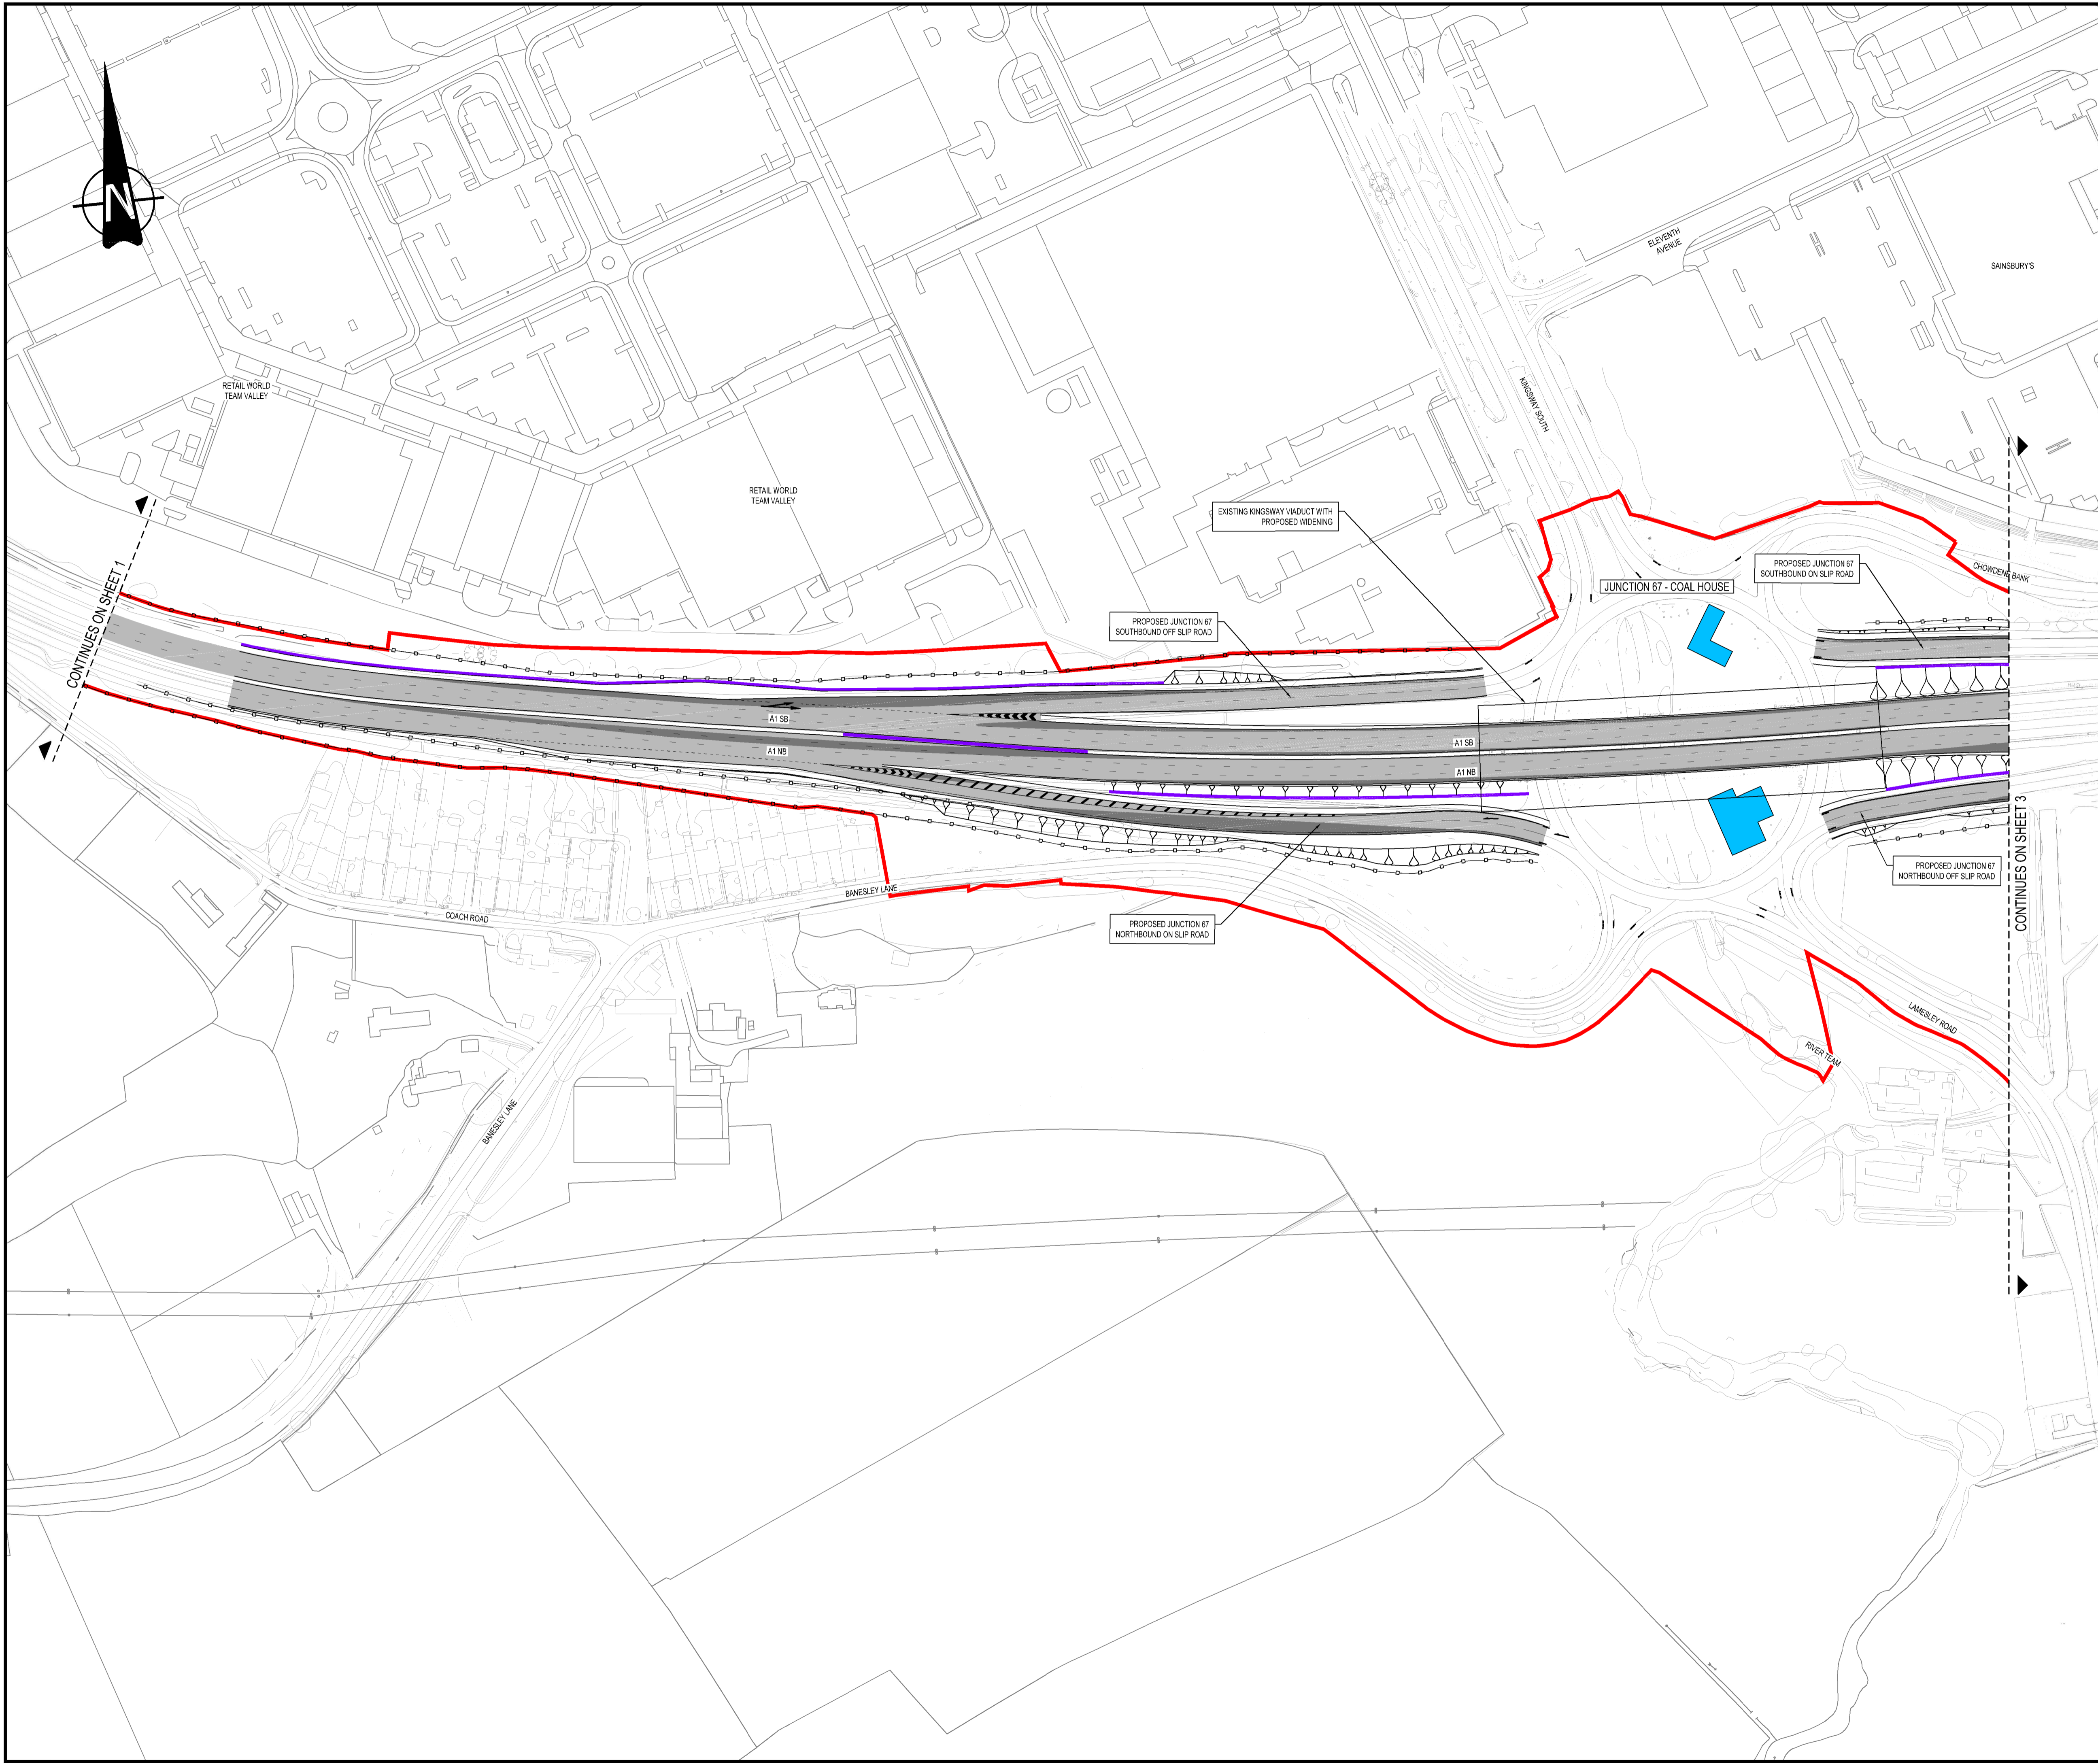 N
ELEVENTH
AVENUE
SAINSBURY'S
KINGSWAY SOUTH
RETAIL WORLD
TEAM VALLEY
RETAIL WORLD
TEAM VALLEY
EXISTING KINGSWAY VIADUCT WITH
PROPOSED WIDENING
CONTINUES ON SHEET 1
JUNCTION 67 - COAL HOUSE
PROPOSED JUNCTION 67
SOUTHBOUND ON SLIP ROAD
CHOWDENE BANK
PROPOSED JUNCTION 67
SOUTHBOUND OFF SLIP ROAD
A1 SB
A1 NB
A1 SB
A1 NB
CONTINUES ON SHEET 3
PROPOSED JUNCTION 67
NORTHBOUND OFF SLIP ROAD
BANESLEY LANE
COACH ROAD
PROPOSED JUNCTION 67
NORTHBOUND ON SLIP ROAD
LAMESLEY ROAD
RIVER TEAM
BANESLEY LANE